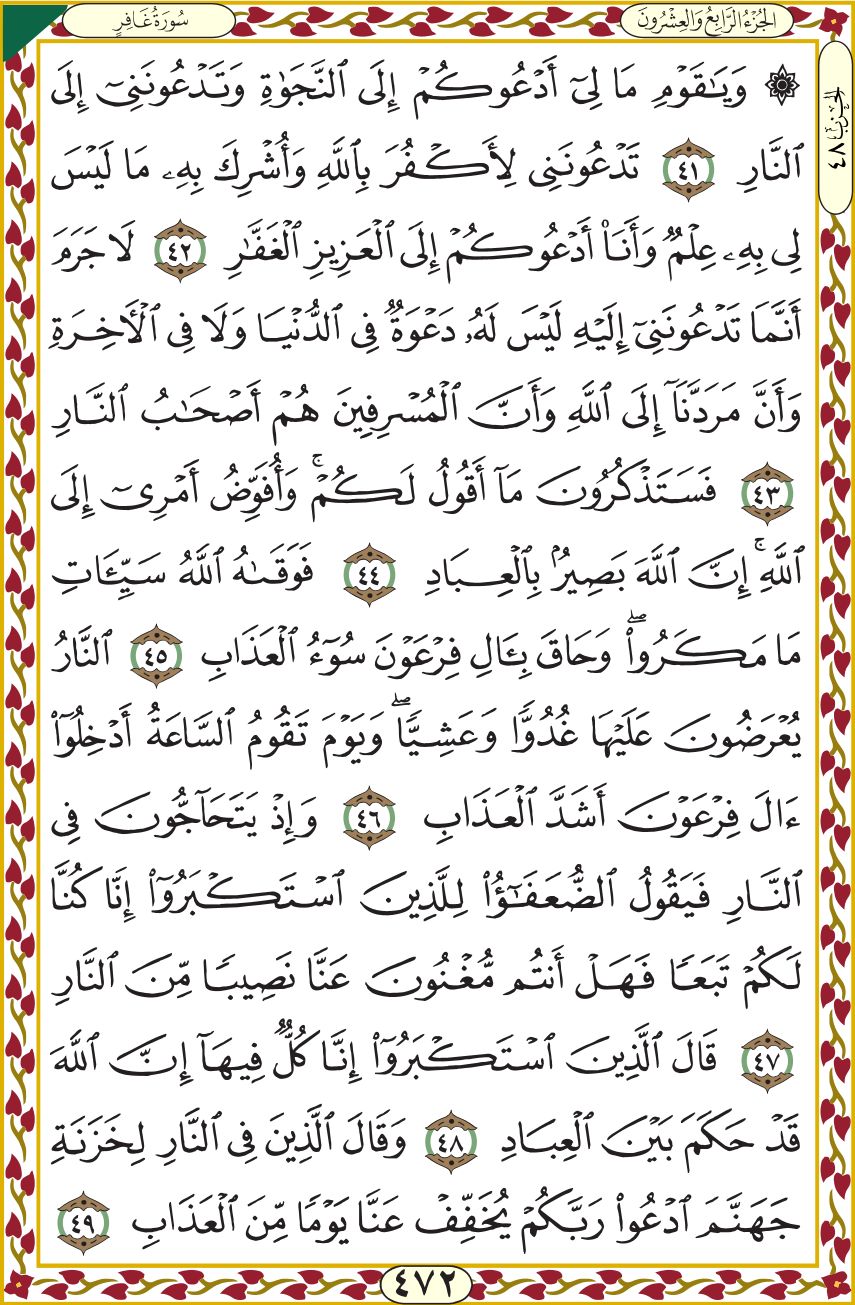 سُورَةُ غَافِرٍ
الجُزْءُ الرَّابِعُ وَالعِشْرُونَ
الحِزْبُ ٤٨
۞ وَيَٰقَوْمِ مَا لِىٓ أَدْعُوكُمْ إِلَى ٱلنَّجَوٰةِ وَتَدْعُونَنِىٓ إِلَى
ٱلنَّارِ ٤١ تَدْعُونَنِى لِأَكْفُرَ بِٱللَّهِ وَأُشْرِكَ بِهِۦ مَا لَيْسَ
لِى بِهِۦ عِلْمٌ وَأَنَا۠ أَدْعُوكُمْ إِلَى ٱلْعَزِيزِ ٱلْغَفَّٰرِ ٤٢ لَا جَرَمَ
أَنَّمَا تَدْعُونَنِىٓ إِلَيْهِ لَيْسَ لَهُۥ دَعْوَةٌ فِى ٱلدُّنْيَا وَلَا فِى ٱلْـَٔاخِرَةِ
وَأَنَّ مَرَدَّنَآ إِلَى ٱللَّهِ وَأَنَّ ٱلْمُسْرِفِينَ هُمْ أَصْحَٰبُ ٱلنَّارِ
٤٣ فَسَتَذْكُرُونَ مَآ أَقُولُ لَكُمْ ۚ وَأُفَوِّضُ أَمْرِىٓ إِلَى
ٱللَّهِ ۚ إِنَّ ٱللَّهَ بَصِيرٌۢ بِٱلْعِبَادِ ٤٤ فَوَقَىٰهُ ٱللَّهُ سَيِّـَٔاتِ
مَا مَكَرُوا۟ ۖ وَحَاقَ بِـَٔالِ فِرْعَوْنَ سُوٓءُ ٱلْعَذَابِ ٤٥ ٱلنَّارُ
يُعْرَضُونَ عَلَيْهَا غُدُوًّا وَعَشِيًّا ۖ وَيَوْمَ تَقُومُ ٱلسَّاعَةُ أَدْخِلُوٓا۟
ءَالَ فِرْعَوْنَ أَشَدَّ ٱلْعَذَابِ ٤٦ وَإِذْ يَتَحَآجُّونَ فِى
ٱلنَّارِ فَيَقُولُ ٱلضُّعَفَٰٓؤُا۟ لِلَّذِينَ ٱسْتَكْبَرُوٓا۟ إِنَّا كُنَّا
لَكُمْ تَبَعًا فَهَلْ أَنتُم مُّغْنُونَ عَنَّا نَصِيبًا مِّنَ ٱلنَّارِ
٤٧ قَالَ ٱلَّذِينَ ٱسْتَكْبَرُوٓا۟ إِنَّا كُلٌّ فِيهَآ إِنَّ ٱللَّهَ
قَدْ حَكَمَ بَيْنَ ٱلْعِبَادِ ٤٨ وَقَالَ ٱلَّذِينَ فِى ٱلنَّارِ لِخَزَنَةِ
جَهَنَّمَ ٱدْعُوا۟ رَبَّكُمْ يُخَفِّفْ عَنَّا يَوْمًا مِّنَ ٱلْعَذَابِ ٤٩
٤٧٢